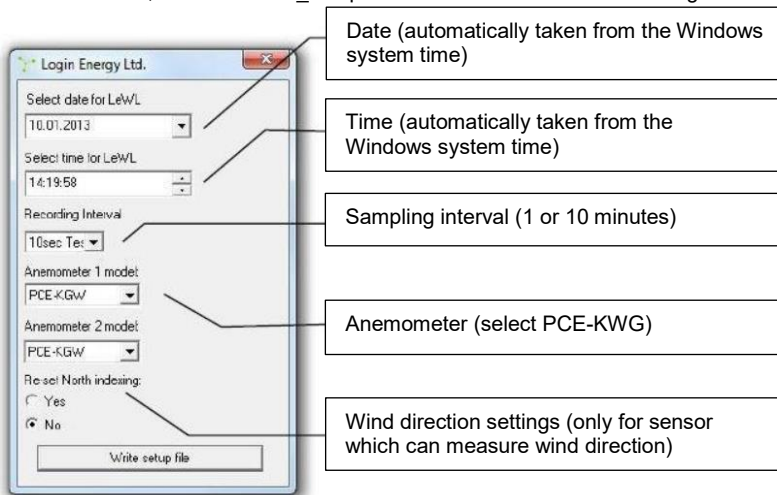 Login Energy Ltd.
Select date for LeWL
10.01.2013
Select time for LeWL
14:19:58
Recording Interval
10sec Tes
Anemometer 1 model:
PCE-KGW
Anemometer 2 model:
PCE-KGW
Re-set North indexing:
Yes
No
Write setup file
Date (automatically taken from the Windows
system time)
Time (automatically taken from the
Windows system time)
Sampling interval (1 or 10 minutes)
Anemometer (select PCE-KWG)
Wind direction settings (only for sensor
which can measure wind direction)